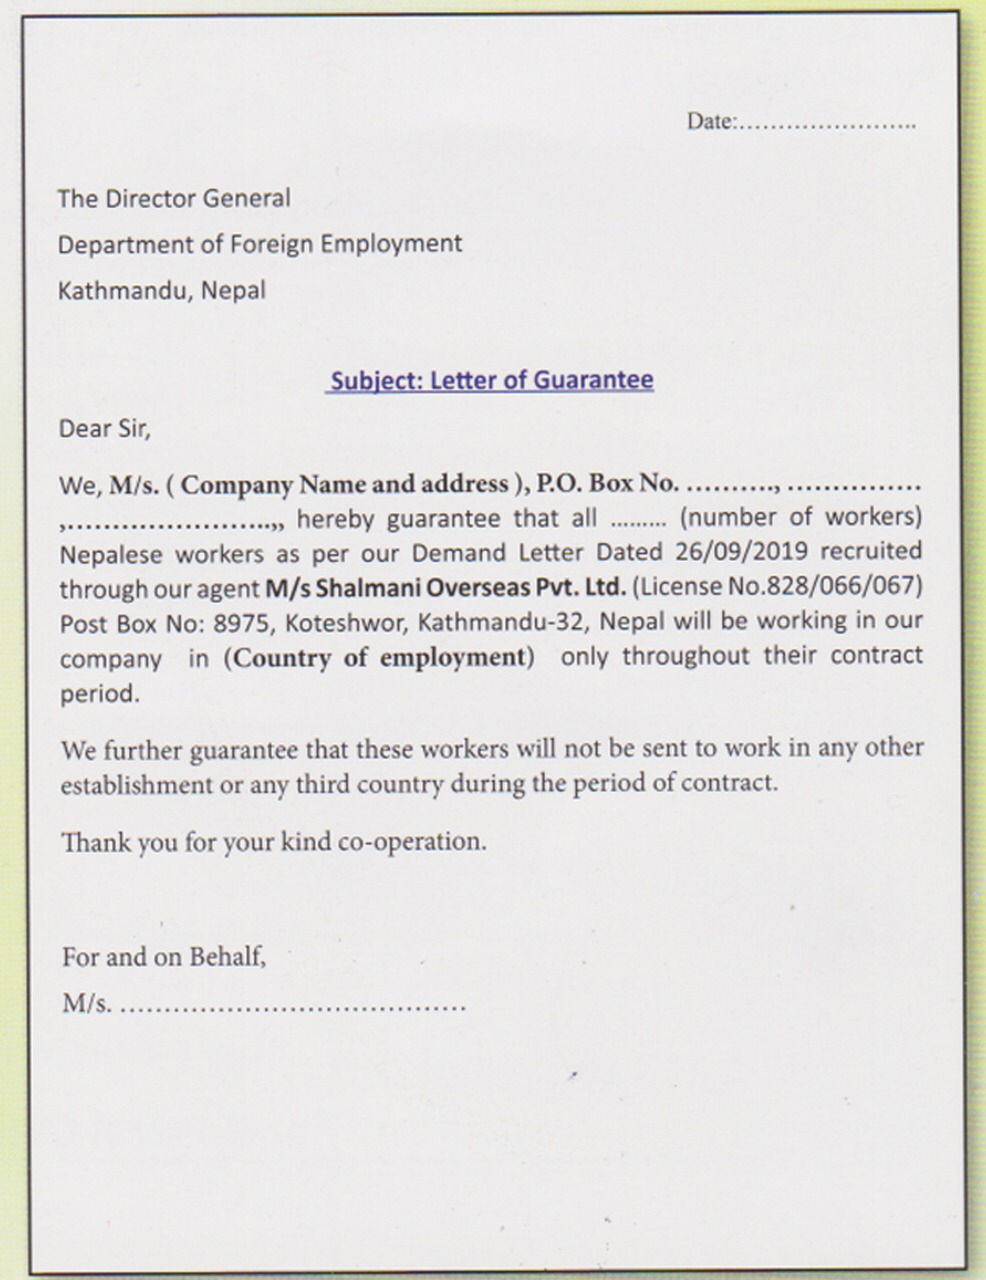 Date:.......................
The Director General
Department of Foreign Employment
Kathmandu, Nepal
Subject: Letter of Guarantee
Dear Sir,
We, M/s. ( Company Name and address ), P.O. Box No. .........., ...............
,.......................,, hereby guarantee that all ......... (number of workers)
Nepalese workers as per our Demand Letter Dated 26/09/2019 recruited
through our agent M/s Shalmani Overseas Pvt. Ltd. (License No.828/066/067)
Post Box No: 8975, Koteshwor, Kathmandu-32, Nepal will be working in our
company in (Country of employment) only throughout their contract
period.
We further guarantee that these workers will not be sent to work in any other
establishment or any third country during the period of contract.
Thank you for your kind co-operation.
For and on Behalf,
M/s. .......................................